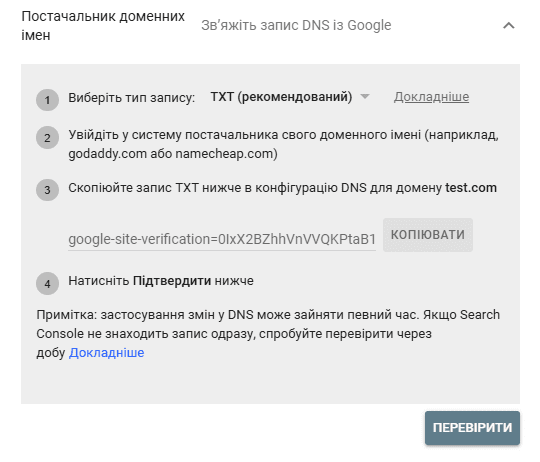 Постачальник доменних імен
Зв’яжіть запис DNS із Google
1 Виберіть тип запису: TXT (рекомендований) Докладніше
2 Увійдіть у систему постачальника свого доменного імені (наприклад,
godaddy.com або namecheap.com)
3 Скопіюйте запис TXT нижче в конфігурацію DNS для домену test.com
google-site-verification=0IxX2BZhhVnVVQKPtaB1 КОПІЮВАТИ
4 Натисніть Підтвердити нижче
Примітка: застосування змін у DNS може зайняти певний час. Якщо Search
Console не знаходить запис одразу, спробуйте перевірити через
добу Докладніше
ПЕРЕВІРИТИ